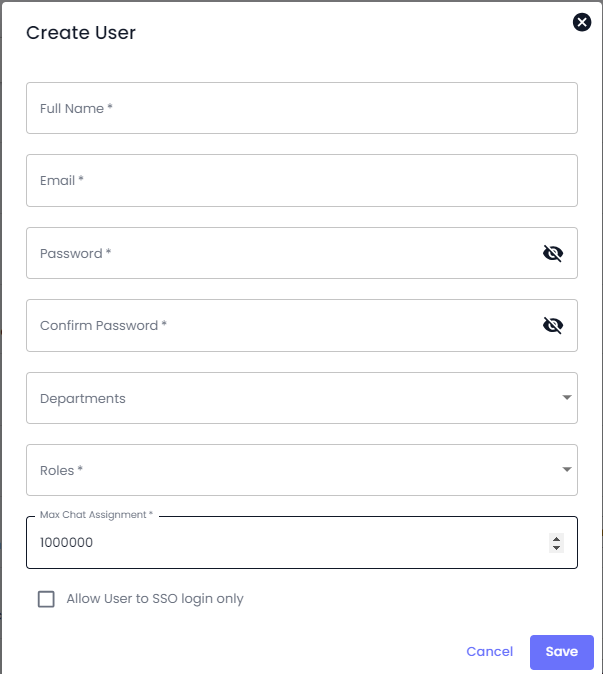 Create User
Full Name *
Email *
Password *
Confirm Password *
Departments
Roles *
Max Chat Assignment *
1000000
Allow User to SSO login only
Cancel
Save